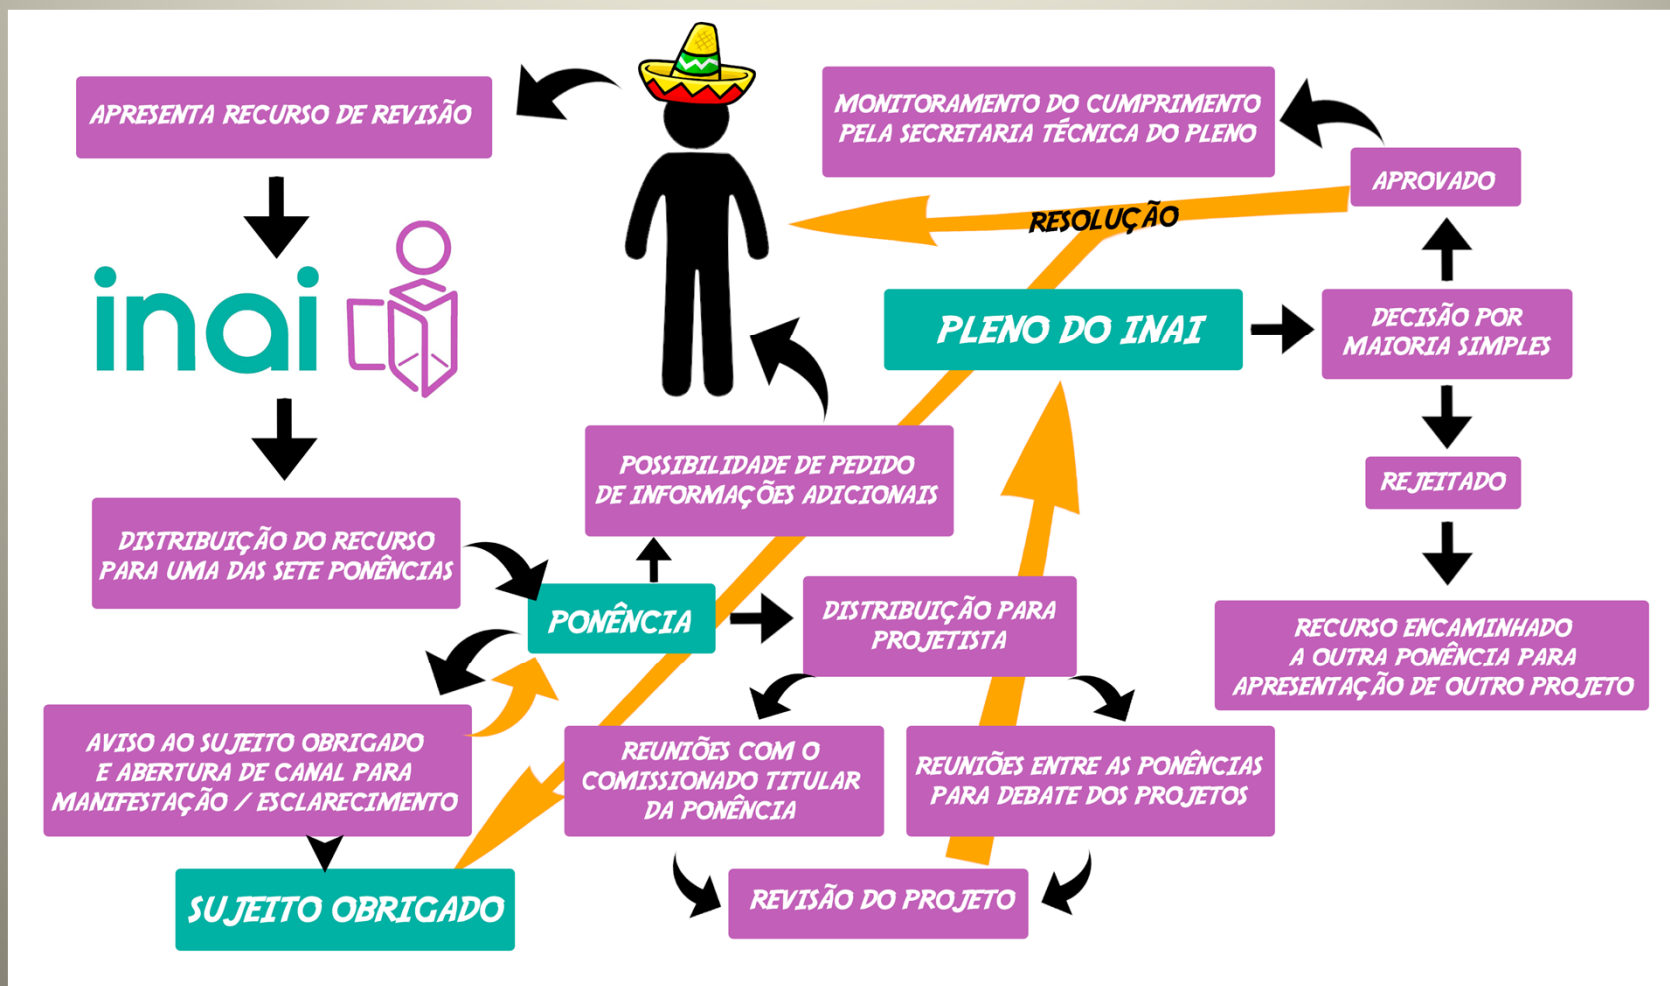 APRESENTA RECURSO DE REVISÃO
MONITORAMENTO DO CUMPRIMENTO
PELA SECRETARIA TÉCNICA DO PLENO
APROVADO
RESOLUÇÃO
inai
PLENO DO INAI
DECISÃO POR
MAIORIA SIMPLES
POSSIBILIDADE DE PEDIDO
DE INFORMAÇÕES ADICIONAIS
REJEITADO
DISTRIBUIÇÃO DO RECURSO
PARA UMA DAS SETE PONÊNCIAS
PONÊNCIA
DISTRIBUIÇÃO PARA
PROJETISTA
RECURSO ENCAMINHADO
A OUTRA PONÊNCIA PARA
APRESENTAÇÃO DE OUTRO PROJETO
AVISO AO SUJEITO OBRIGADO
E ABERTURA DE CANAL PARA
MANIFESTAÇÃO / ESCLARECIMENTO
REUNIÕES COM O
COMISSIONADO TITULAR
DA PONÊNCIA
REUNIÕES ENTRE AS PONÊNCIAS
PARA DEBATE DOS PROJETOS
SUJEITO OBRIGADO
REVISÃO DO PROJETO